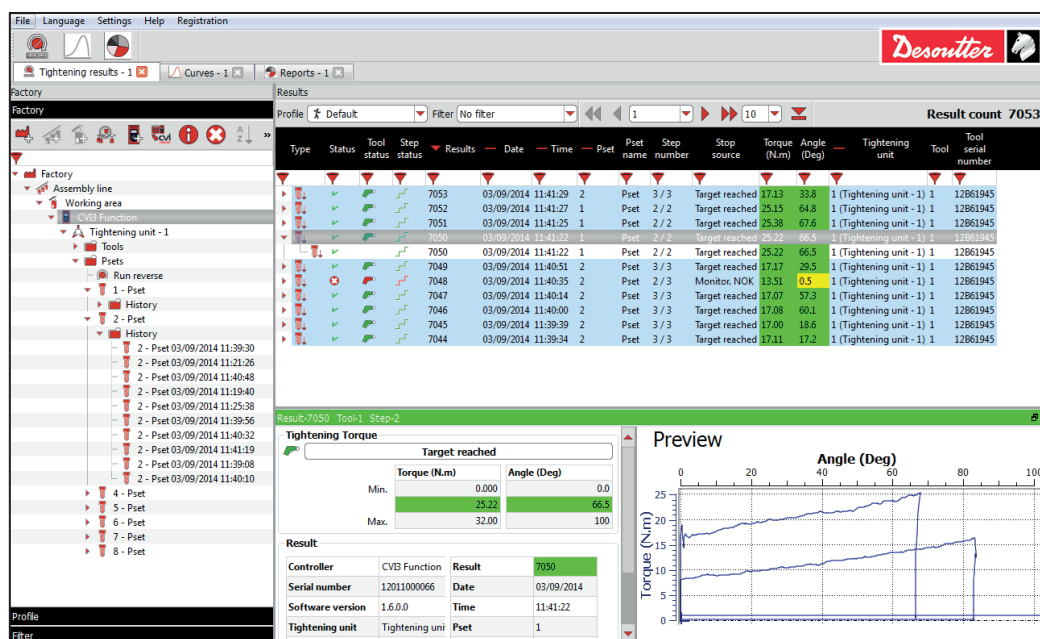 File Language Settings Help Registration
Desoutter
Tightening results - 1 Curves - 1 Reports - 1
Factory
Results
Factory
Profile Default Filter No filter 1 10 Result count 7053
Type Status Tool status Step status Results Date Time Pset Pset name Step number Stop source Torque (N.m) Angle (Deg) Tightening unit Tool Tool serial number
7053 03/09/2014 11:41:29 2 Pset 3 / 3 Target reached 17.13 33.8 1 (Tightening unit - 1) 1 12B61945
7052 03/09/2014 11:41:27 1 Pset 2 / 2 Target reached 25.15 64.8 1 (Tightening unit - 1) 1 12B61945
7051 03/09/2014 11:41:25 1 Pset 2 / 2 Target reached 25.38 67.6 1 (Tightening unit - 1) 1 12B61945
7050 03/09/2014 11:41:22 1 Pset 2 / 2 Target reached 25.22 66.5 1 (Tightening unit - 1) 1 12B61945
7050 03/09/2014 11:41:22 1 Pset 2 / 2 Target reached 25.22 66.5 1 (Tightening unit - 1) 1 12B61945
7049 03/09/2014 11:40:51 2 Pset 3 / 3 Target reached 17.17 29.5 1 (Tightening unit - 1) 1 12B61945
7048 03/09/2014 11:40:35 2 Pset 2 / 3 Monitor. NOK 13.51 0.5 1 (Tightening unit - 1) 1 12B61945
7047 03/09/2014 11:40:14 2 Pset 3 / 3 Target reached 17.07 57.3 1 (Tightening unit - 1) 1 12B61945
7046 03/09/2014 11:40:00 2 Pset 3 / 3 Target reached 17.08 60.1 1 (Tightening unit - 1) 1 12B61945
7045 03/09/2014 11:39:39 2 Pset 3 / 3 Target reached 17.00 18.6 1 (Tightening unit - 1) 1 12B61945
7044 03/09/2014 11:39:34 2 Pset 3 / 3 Target reached 17.11 17.2 1 (Tightening unit - 1) 1 12B61945
Factory
Assembly line
Working area
CVI3 Function
Tightening unit - 1
Tools
Psets
Run reverse
1 - Pset
History
2 - Pset
History
2 - Pset 03/09/2014 11:39:30
2 - Pset 03/09/2014 11:21:26
2 - Pset 03/09/2014 11:40:48
2 - Pset 03/09/2014 11:19:40
2 - Pset 03/09/2014 11:25:38
2 - Pset 03/09/2014 11:39:56
2 - Pset 03/09/2014 11:40:32
2 - Pset 03/09/2014 11:41:19
2 - Pset 03/09/2014 11:39:08
2 - Pset 03/09/2014 11:40:10
4 - Pset
5 - Pset
6 - Pset
7 - Pset
8 - Pset
Profile
Filter
Result-7050 Tool-1 Step-2
Tightening Torque
Target reached
Torque (N.m) Angle (Deg)
Min. 0.000 0.0
25.22 66.5
Max. 32.00 100
Result
Controller CVI3 Function Result 7050
Serial number 12011000066 Date 03/09/2014
Software version 1.6.0.0 Time 11:41:22
Tightening unit Tightening uni Pset 1
Preview
Angle (Deg)
0 20 40 60 80 100
Torque (N.m)
25
20
15
10
5
0